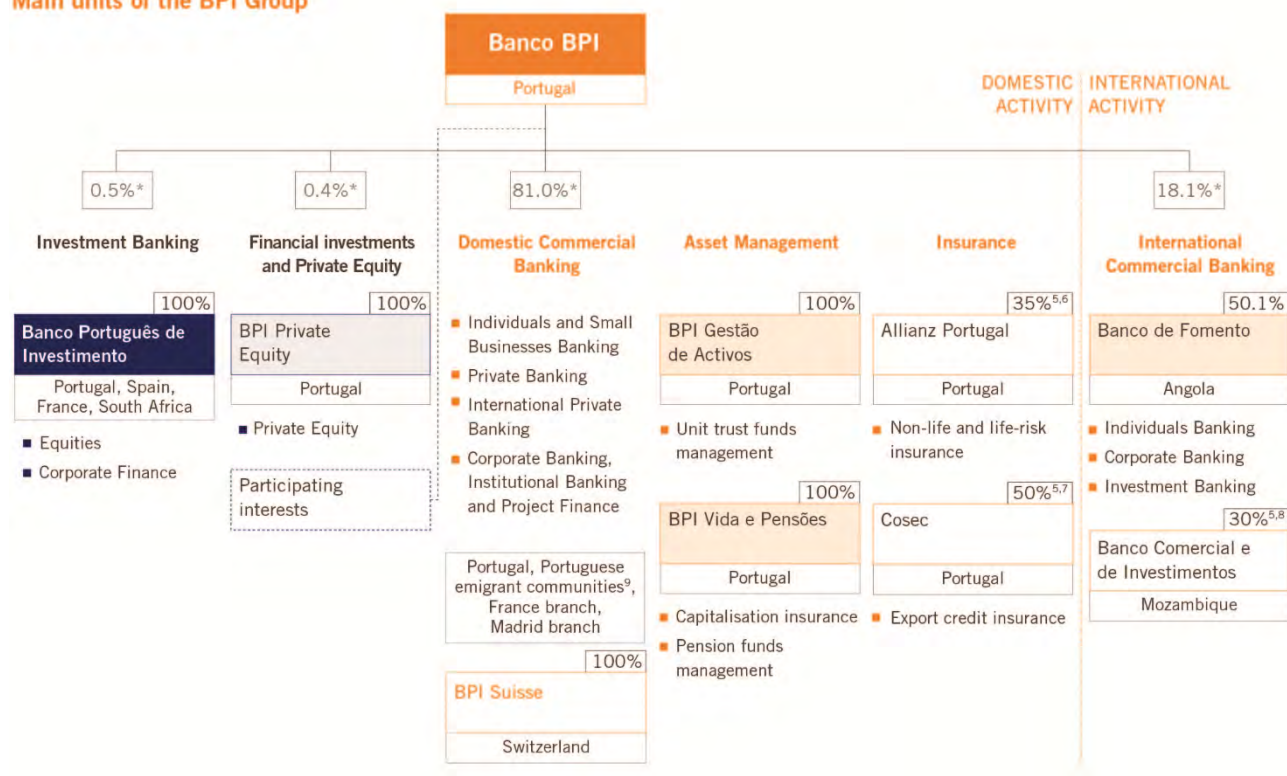 Main units of the BPI Group
Banco BPI
Portugal
DOMESTIC
ACTIVITY
INTERNATIONAL
ACTIVITY
0.5%*
0.4%*
81.0%*
18.1%*
Investment Banking
100%
Banco Português de
Investimento
Portugal, Spain,
France, South Africa
■ Equities
■ Corporate Finance
Financial investments
and Private Equity
100%
BPI Private
Equity
Portugal
■ Private Equity
Participating
interests
Domestic Commercial
Banking
■ Individuals and Small
Businesses Banking
■ Private Banking
■ International Private
Banking
■ Corporate Banking,
Institutional Banking
and Project Finance
Portugal, Portuguese
emigrant communities⁹,
France branch,
Madrid branch
100%
BPI Suisse
Switzerland
Asset Management
100%
BPI Gestão
de Activos
Portugal
■ Unit trust funds
management
100%
BPI Vida e Pensões
Portugal
■ Capitalisation insurance
■ Pension funds
management
Insurance
35%⁵,⁶
Allianz Portugal
Portugal
■ Non-life and life-risk
insurance
50%⁵,⁷
Cosec
Portugal
■ Export credit insurance
International
Commercial Banking
50.1%
Banco de Fomento
Angola
■ Individuals Banking
■ Corporate Banking
■ Investment Banking
30%⁵,⁸
Banco Comercial e
de Investimentos
Mozambique